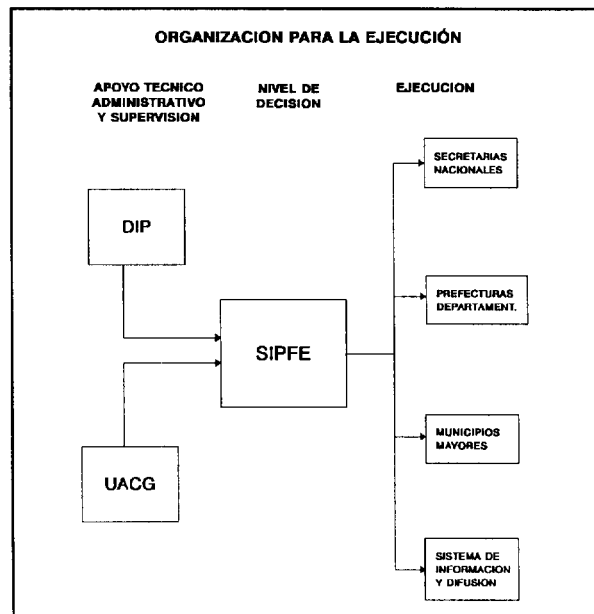 ORGANIZACION PARA LA EJECUCIÓN
APOYO TECNICO
ADMINISTRATIVO
Y SUPERVISION
NIVEL DE
DECISION
EJECUCION
SECRETARIAS
NACIONALES
DIP
PREFECTURAS
DEPARTAMENT.
SIPFE
MUNICIPIOS
MAYORES
UACG
SISTEMA DE
INFORMACION
Y DIFUSION